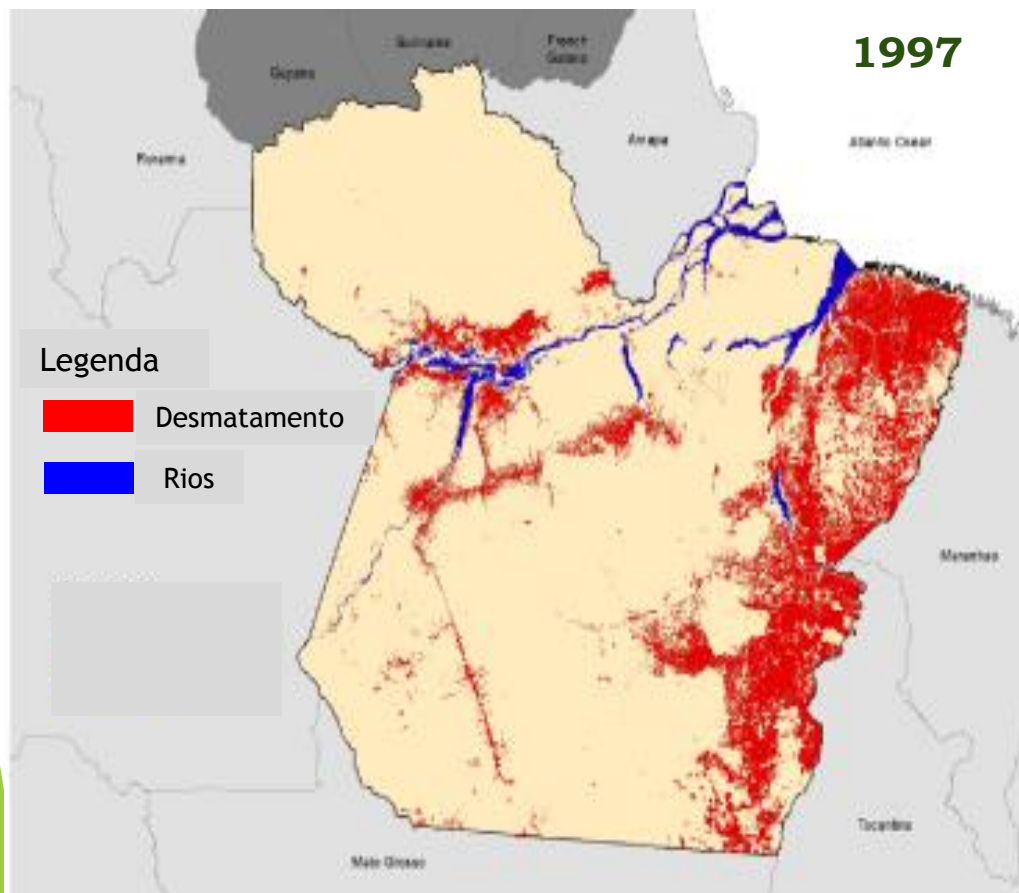 1997
Suriname
French
Guiana
Guyana
Amapa
Atlantic Ocean
Roraima
Legenda
Desmatamento
Rios
Maranhao
Tocantins
Mato Grosso